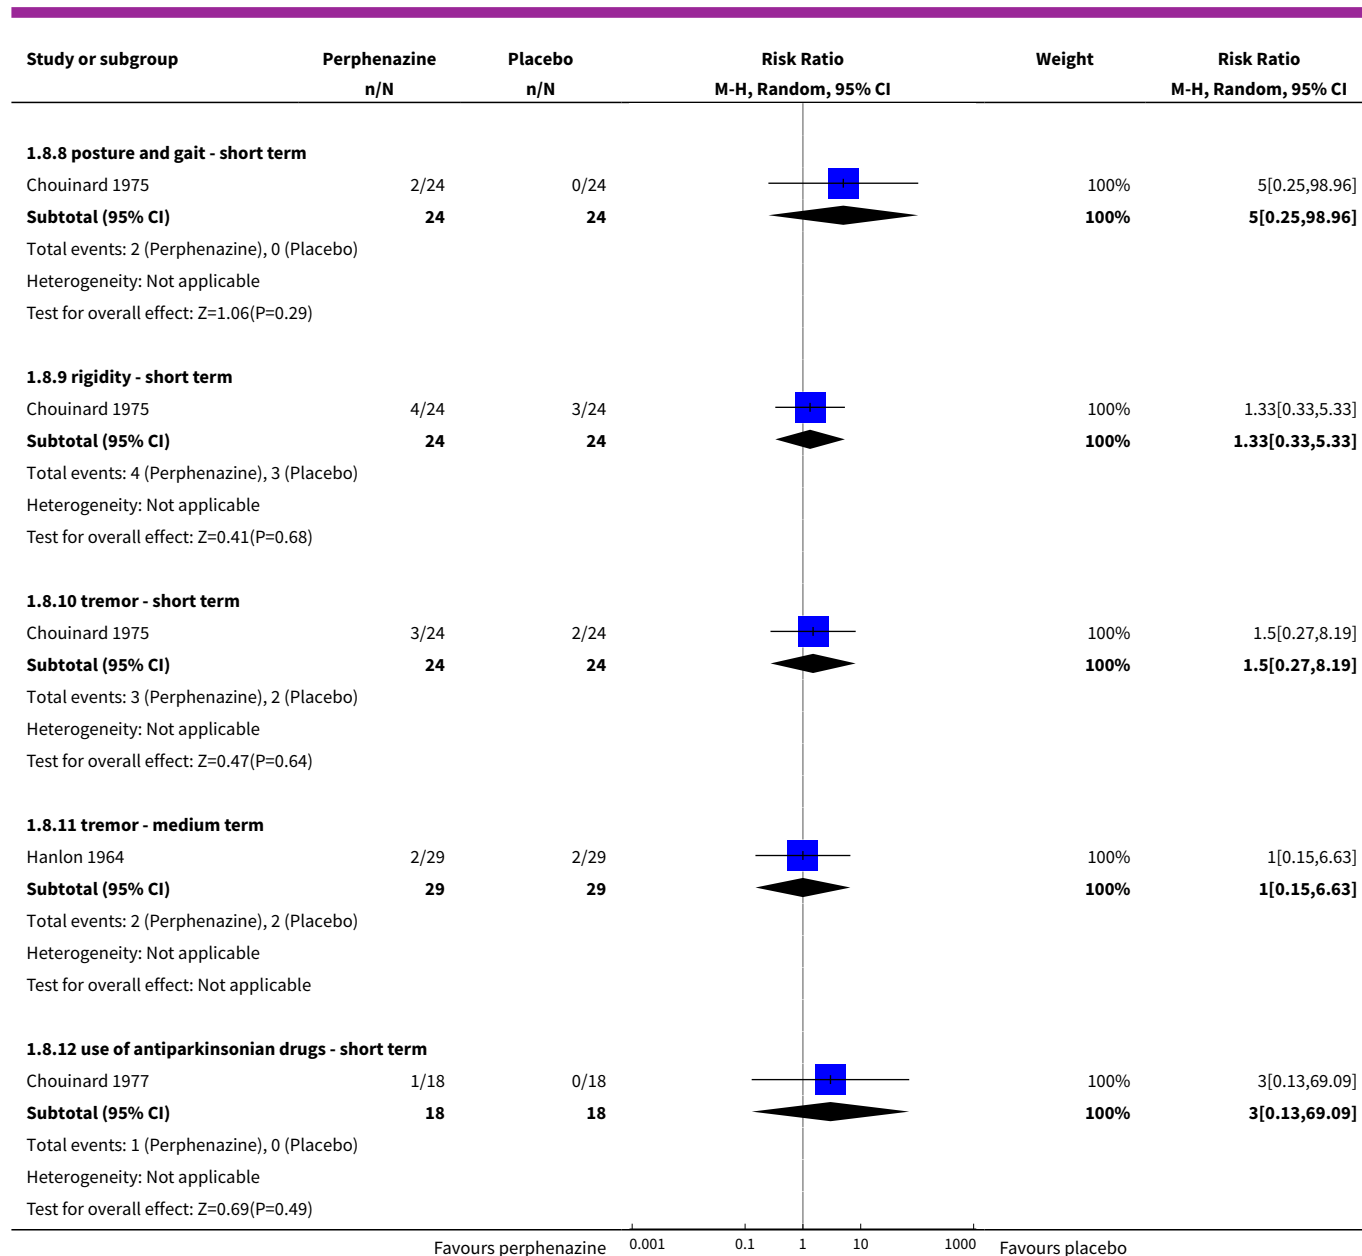 Study or subgroup Perphenazine Placebo Risk Ratio Weight Risk Ratio
n/N n/N M-H, Random, 95% CI M-H, Random, 95% CI
1.8.8 posture and gait - short term
Chouinard 1975 2/24 0/24 100% 5[0.25,98.96]
Subtotal (95% CI) 24 24 100% 5[0.25,98.96]
Total events: 2 (Perphenazine), 0 (Placebo)
Heterogeneity: Not applicable
Test for overall effect: Z=1.06(P=0.29)
1.8.9 rigidity - short term
Chouinard 1975 4/24 3/24 100% 1.33[0.33,5.33]
Subtotal (95% CI) 24 24 100% 1.33[0.33,5.33]
Total events: 4 (Perphenazine), 3 (Placebo)
Heterogeneity: Not applicable
Test for overall effect: Z=0.41(P=0.68)
1.8.10 tremor - short term
Chouinard 1975 3/24 2/24 100% 1.5[0.27,8.19]
Subtotal (95% CI) 24 24 100% 1.5[0.27,8.19]
Total events: 3 (Perphenazine), 2 (Placebo)
Heterogeneity: Not applicable
Test for overall effect: Z=0.47(P=0.64)
1.8.11 tremor - medium term
Hanlon 1964 2/29 2/29 100% 1[0.15,6.63]
Subtotal (95% CI) 29 29 100% 1[0.15,6.63]
Total events: 2 (Perphenazine), 2 (Placebo)
Heterogeneity: Not applicable
Test for overall effect: Not applicable
1.8.12 use of antiparkinsonian drugs - short term
Chouinard 1977 1/18 0/18 100% 3[0.13,69.09]
Subtotal (95% CI) 18 18 100% 3[0.13,69.09]
Total events: 1 (Perphenazine), 0 (Placebo)
Heterogeneity: Not applicable
Test for overall effect: Z=0.69(P=0.49)
Favours perphenazine 0.001 0.1 1 10 1000 Favours placebo